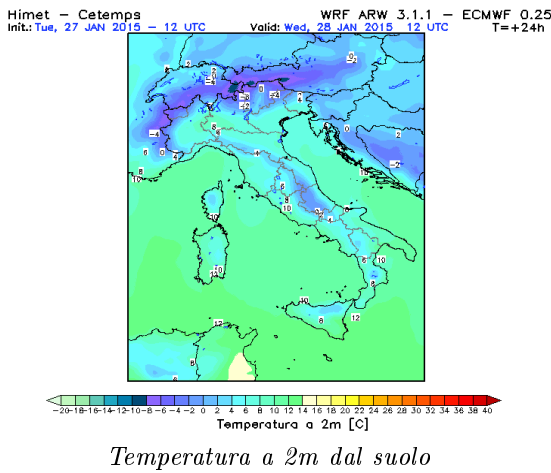 Himet – Cetemps WRF ARW 3.1.1 – ECMWF 0.25
Init.: Tue, 27 JAN 2015 – 12 UTC Valid: Wed, 28 JAN 2015 12 UTC T=+24h
-20 -18 -16 -14 -12 -10 -8 -6 -4 -2 0 2 4 6 8 10 12 14 16 18 20 22 24 26 28 30 32 34 36 38 40
Temperatura a 2m [C]
Temperatura a 2m dal suolo